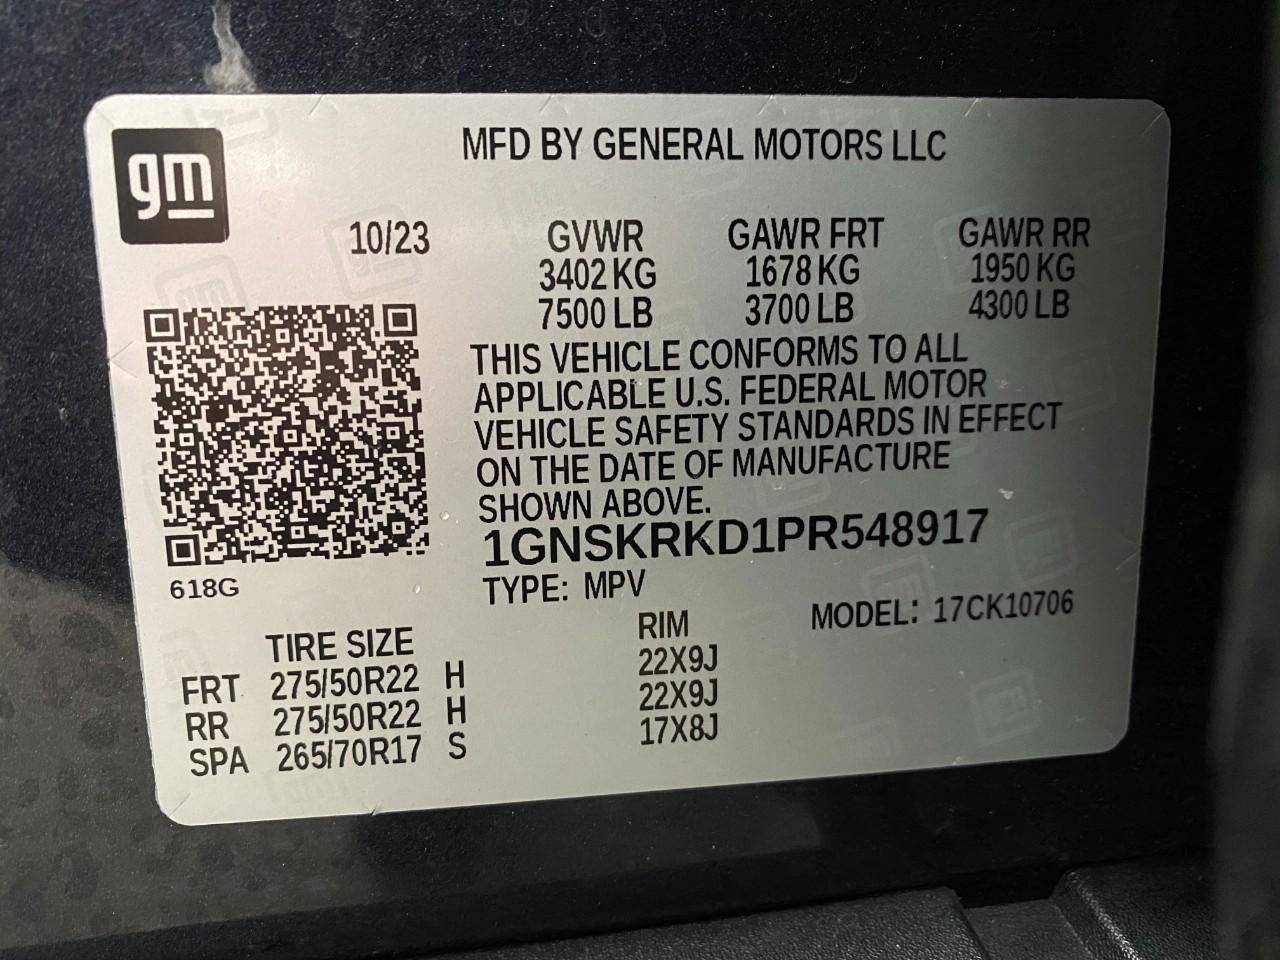 gm
MFD BY GENERAL MOTORS LLC
10/23 GVWR GAWR FRT GAWR RR
3402 KG 1678 KG 1950 KG
7500 LB 3700 LB 4300 LB
THIS VEHICLE CONFORMS TO ALL
APPLICABLE U.S. FEDERAL MOTOR
VEHICLE SAFETY STANDARDS IN EFFECT
ON THE DATE OF MANUFACTURE
SHOWN ABOVE.
1GNSKRKD1PR548917
618G
TYPE: MPV
MODEL: 17CK10706
TIRE SIZE RIM
FRT 275/50R22 H 22X9J
RR 275/50R22 H 22X9J
SPA 265/70R17 S 17X8J